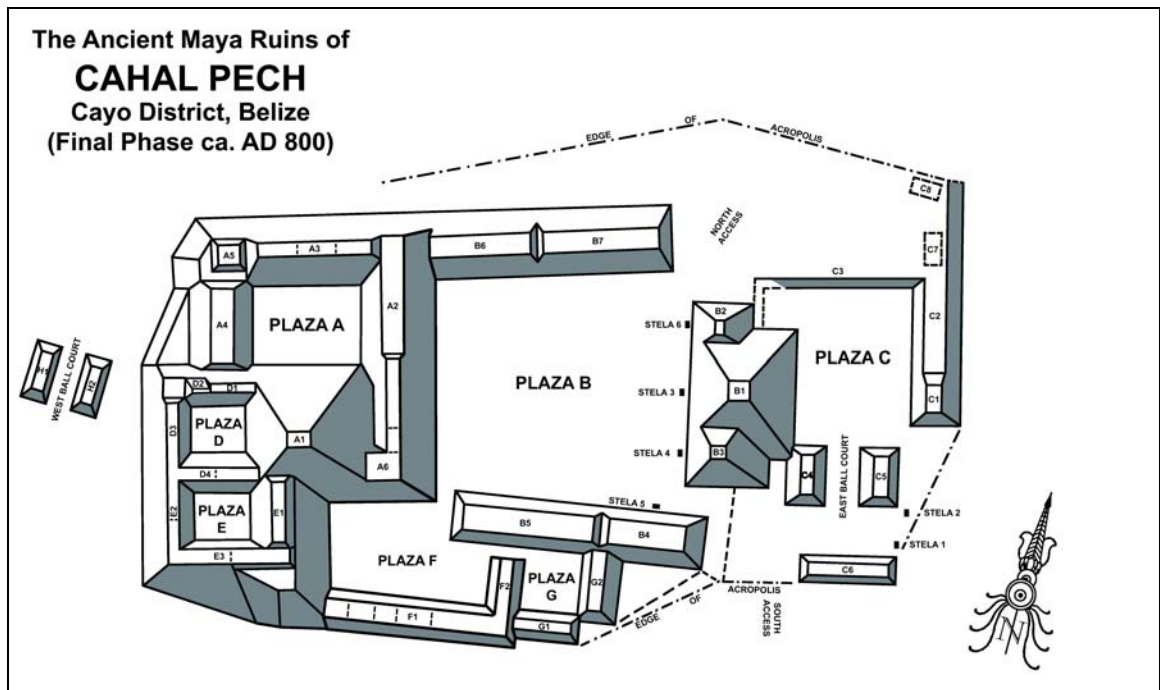 The Ancient Maya Ruins of
CAHAL PECH
Cayo District, Belize
(Final Phase ca. AD 800)
EDGE OF ACROPOLIS
C8
NORTH
ACCESS
C7
A5
A3
B6
B7
C3
A2
A4
PLAZA A
C2
STELA 6
B2
PLAZA C
H1
WEST BALL COURT
H2
PLAZA B
D2
D1
STELA 3
B1
C1
D3
PLAZA
D
A1
STELA 4
B3
A6
D4
C4
EAST BALL COURT
C5
E2
PLAZA
E
E1
STELA 5
STELA 2
B5
B4
STELA 1
E3
PLAZA F
F2
PLAZA
G
G2
C6
F1
G1
EDGE OF ACROPOLIS
SOUTH
ACCESS
N